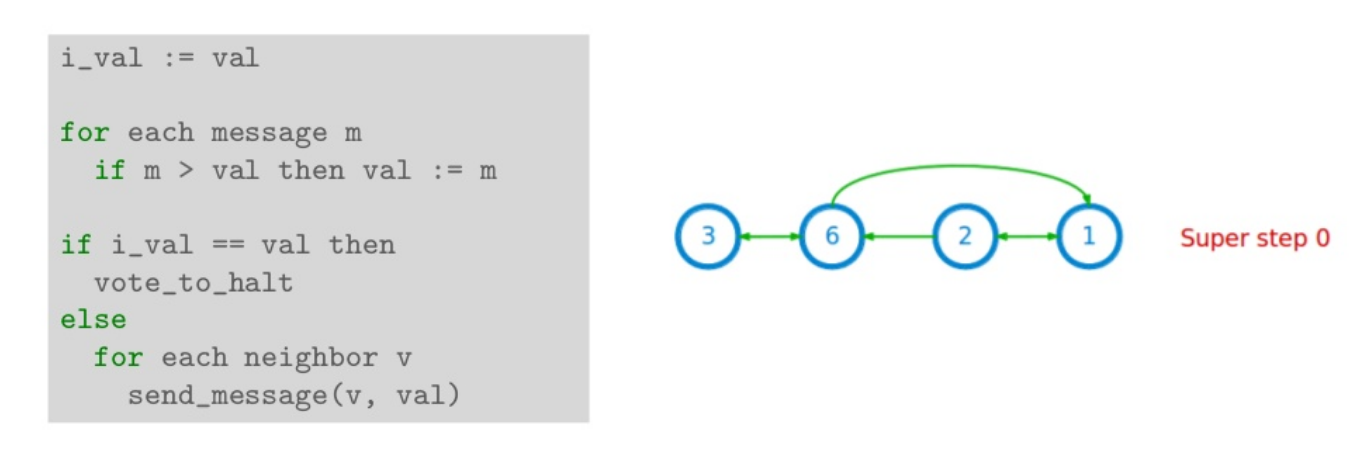 i_val := val
for each message m
if m > val then val := m
if i_val == val then
vote_to_halt
else
for each neighbor v
send_message(v, val)
3 6 2 1 Super step 0